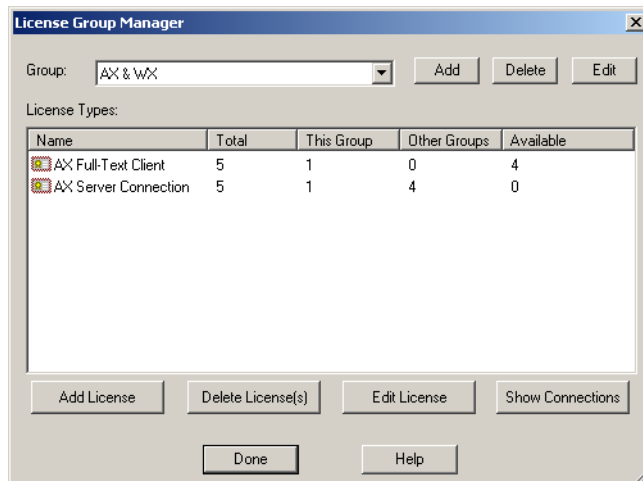 License Group Manager
Group: AX & WX Add Delete Edit
License Types:
Name Total This Group Other Groups Available
AX Full-Text Client 5 1 0 4
AX Server Connection 5 1 4 0
Add License Delete License(s) Edit License Show Connections
Done Help